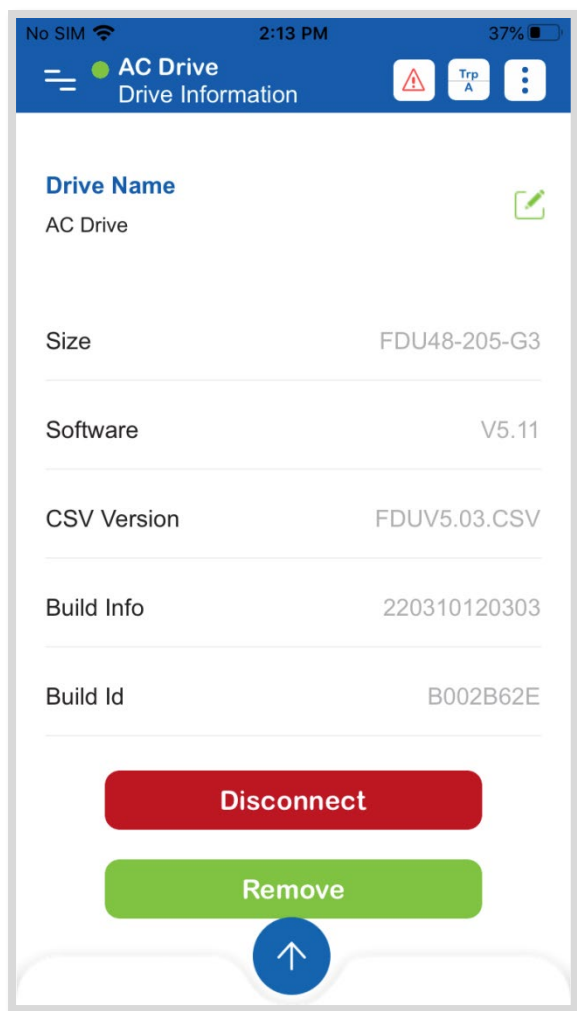 No SIM 2:13 PM 37%
AC Drive
Drive Information
Trp
A
Drive Name
AC Drive
Size FDU48-205-G3
Software V5.11
CSV Version FDUV5.03.CSV
Build Info 220310120303
Build Id B002B62E
Disconnect
Remove